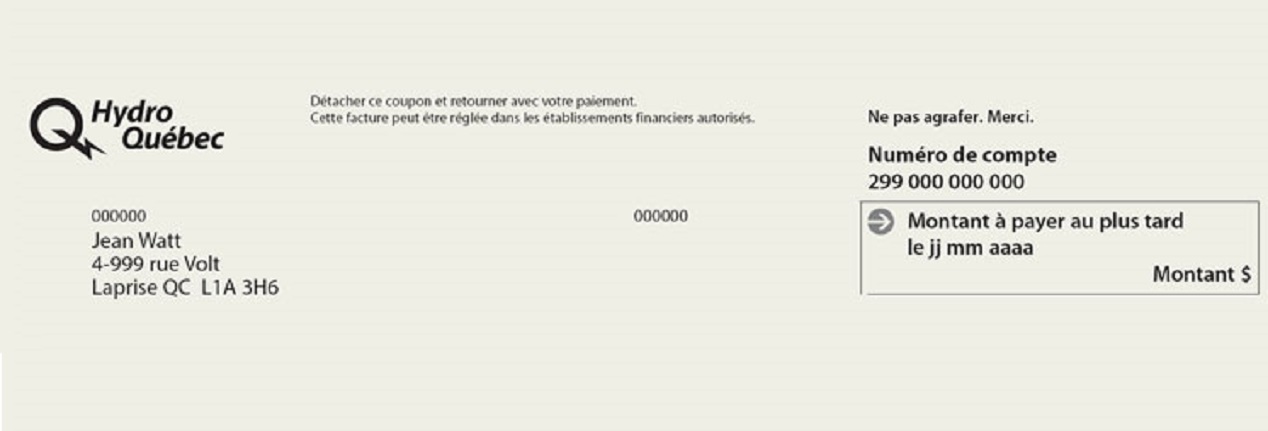 Hydro
Québec
Détacher ce coupon et retourner avec votre paiement.
Cette facture peut être réglée dans les établissements financiers autorisés.
Ne pas agrafer. Merci.
Numéro de compte
299 000 000 000
000000
Jean Watt
4-999 rue Volt
Laprise QC L1A 3H6
000000
Montant à payer au plus tard
le jj mm aaaa
Montant $